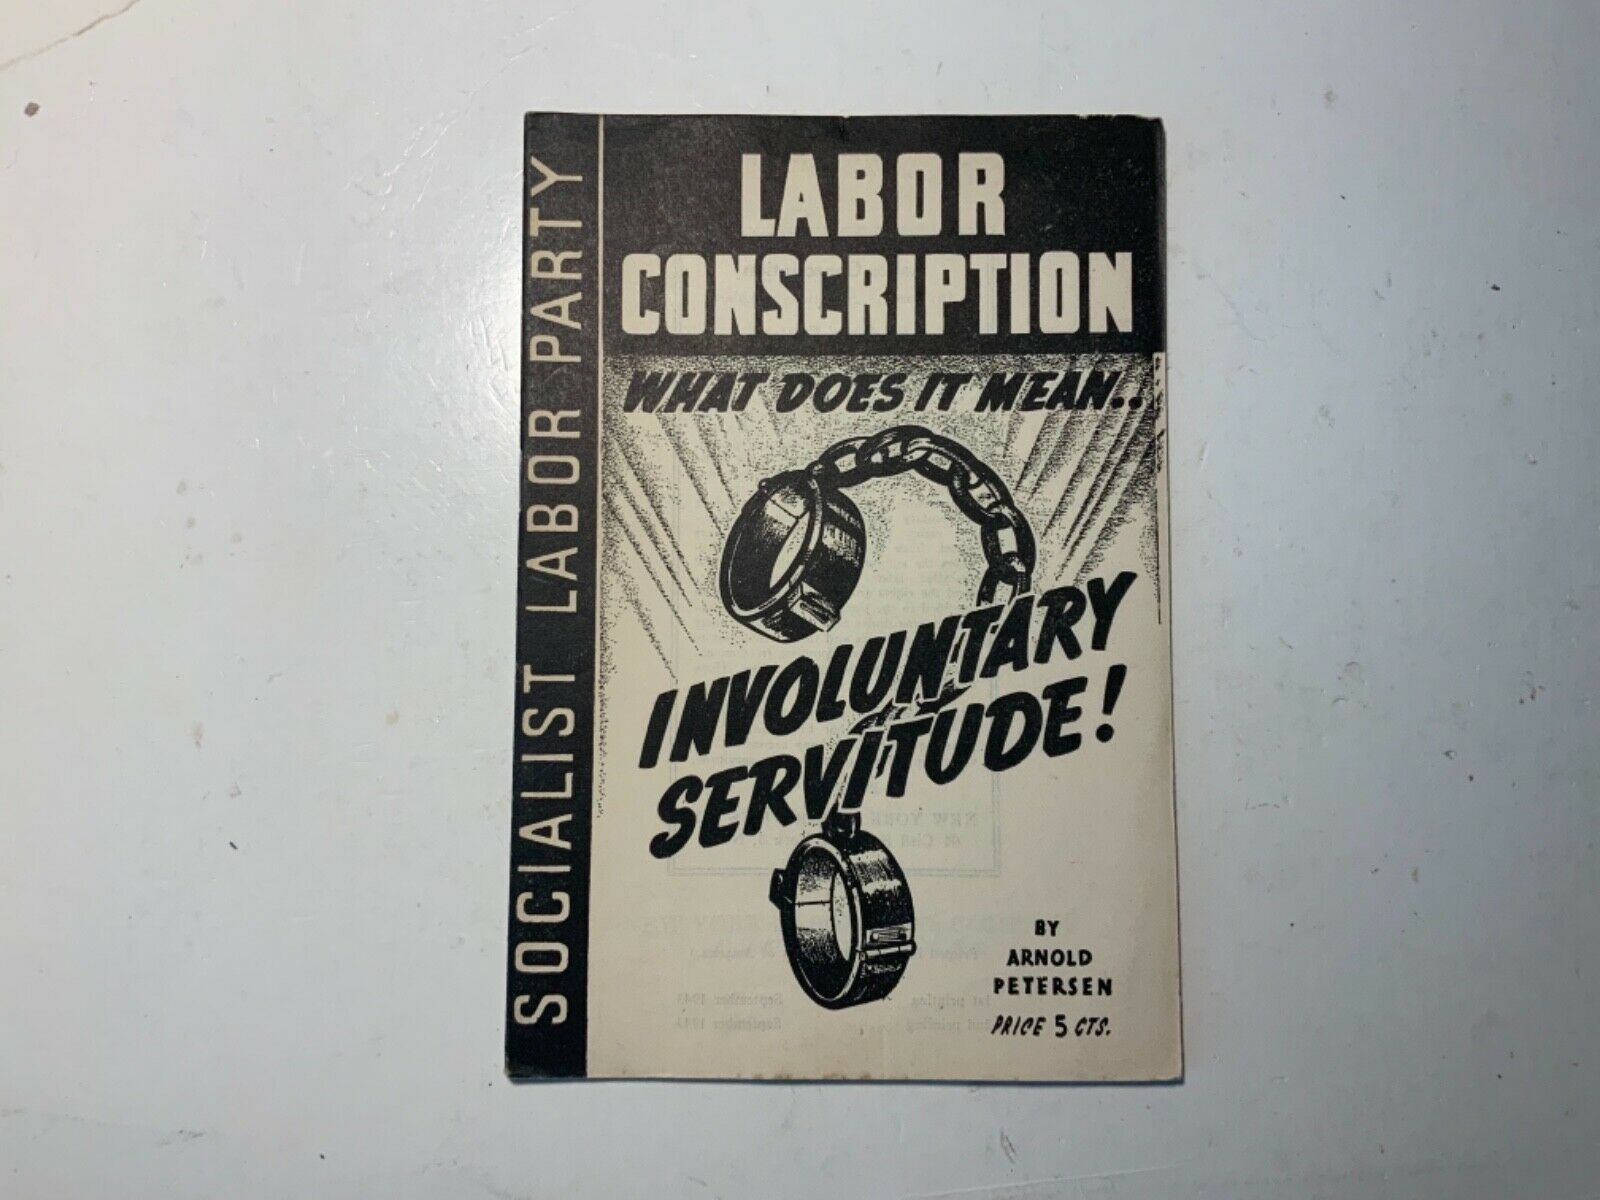 SOCIALIST LABOR PARTY
LABOR
CONSCRIPTION
WHAT DOES IT MEAN..
INVOLUNTARY
SERVITUDE!
BY
ARNOLD
PETERSEN
PRICE 5 CTS.